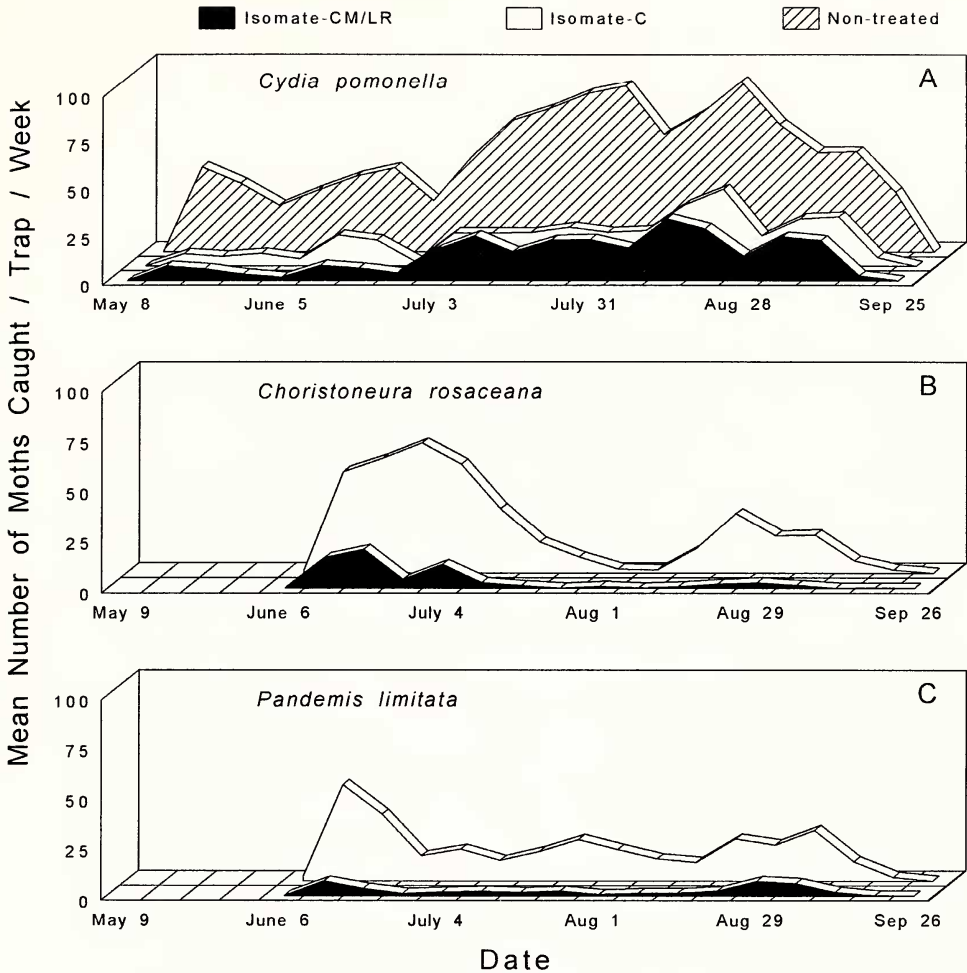 Isomate-CM/LR Isomate-C Non-treated
Mean Number of Moths Caught / Trap / Week
Cydia pomonella A
100
75
50
25
0
May 8 June 5 July 3 July 31 Aug 28 Sep 25
Choristoneura rosaceana B
100
75
50
25
0
May 9 June 6 July 4 Aug 1 Aug 29 Sep 26
Pandemis limitata C
100
75
50
25
0
May 9 June 6 July 4 Aug 1 Aug 29 Sep 26
Date